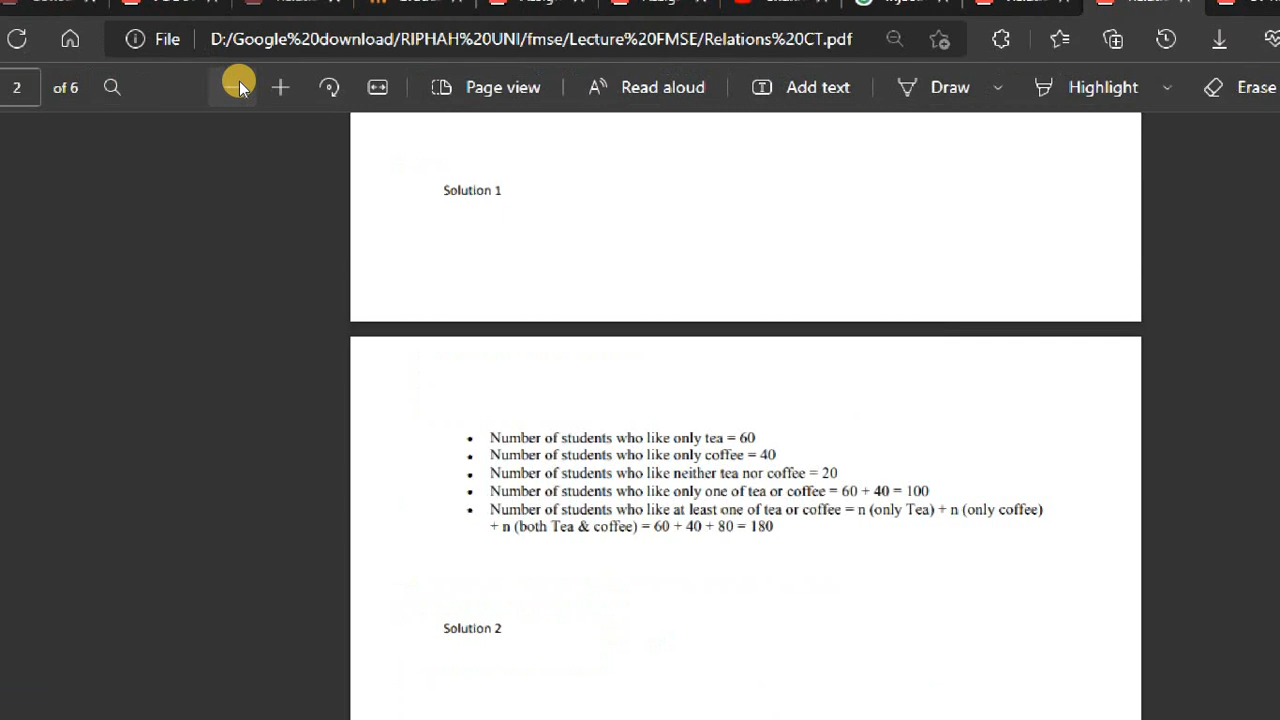 File D:/Google%20download/RIPHAH%20UNI/fmse/Lecture%20FMSE/Relations%20CT.pdf
2 of 6 Page view Read aloud Add text Draw Highlight Erase
Solution 1
• Number of students who like only tea = 60
• Number of students who like only coffee = 40
• Number of students who like neither tea nor coffee = 20
• Number of students who like only one of tea or coffee = 60 + 40 = 100
• Number of students who like at least one of tea or coffee = n (only Tea) + n (only coffee)
+ n (both Tea & coffee) = 60 + 40 + 80 = 180
Solution 2